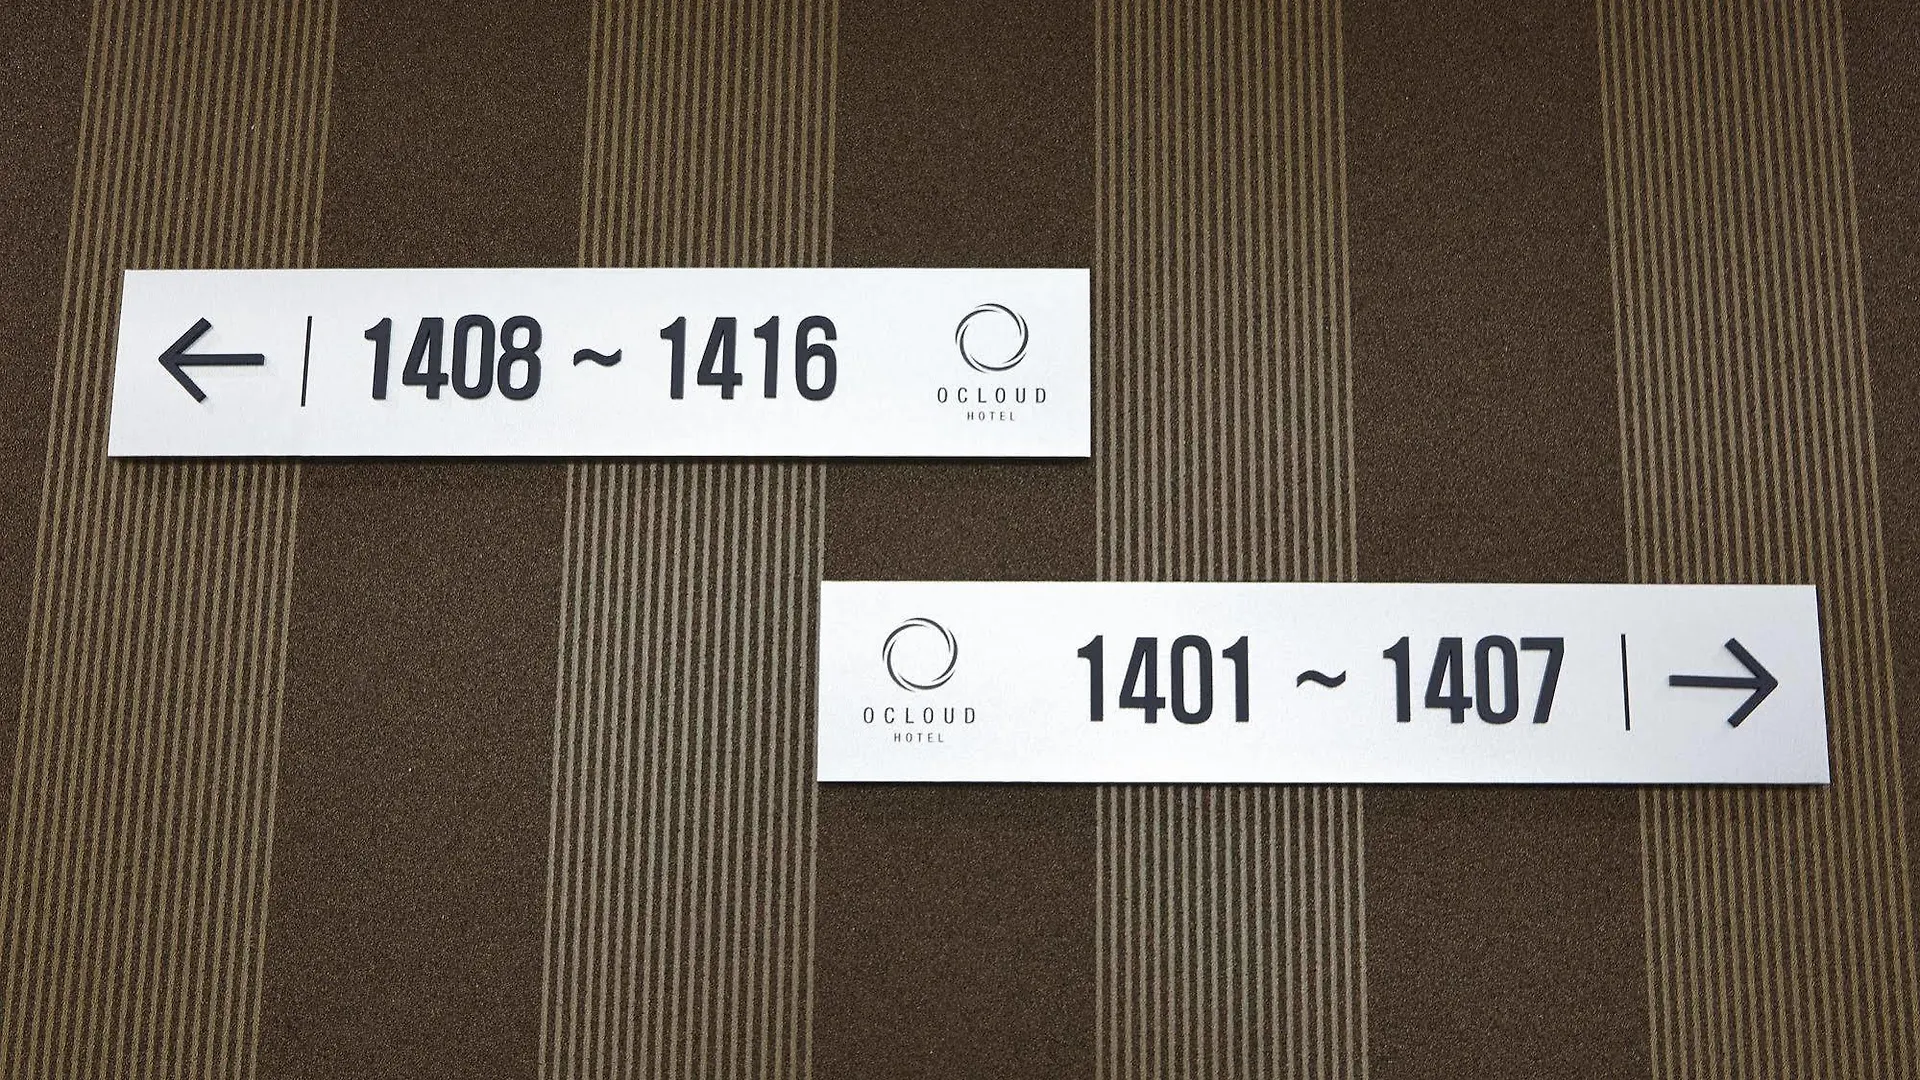 ← | 1408 ~ 1416
OCLOUD
HOTEL
OCLOUD
HOTEL
1401 ~ 1407 | →